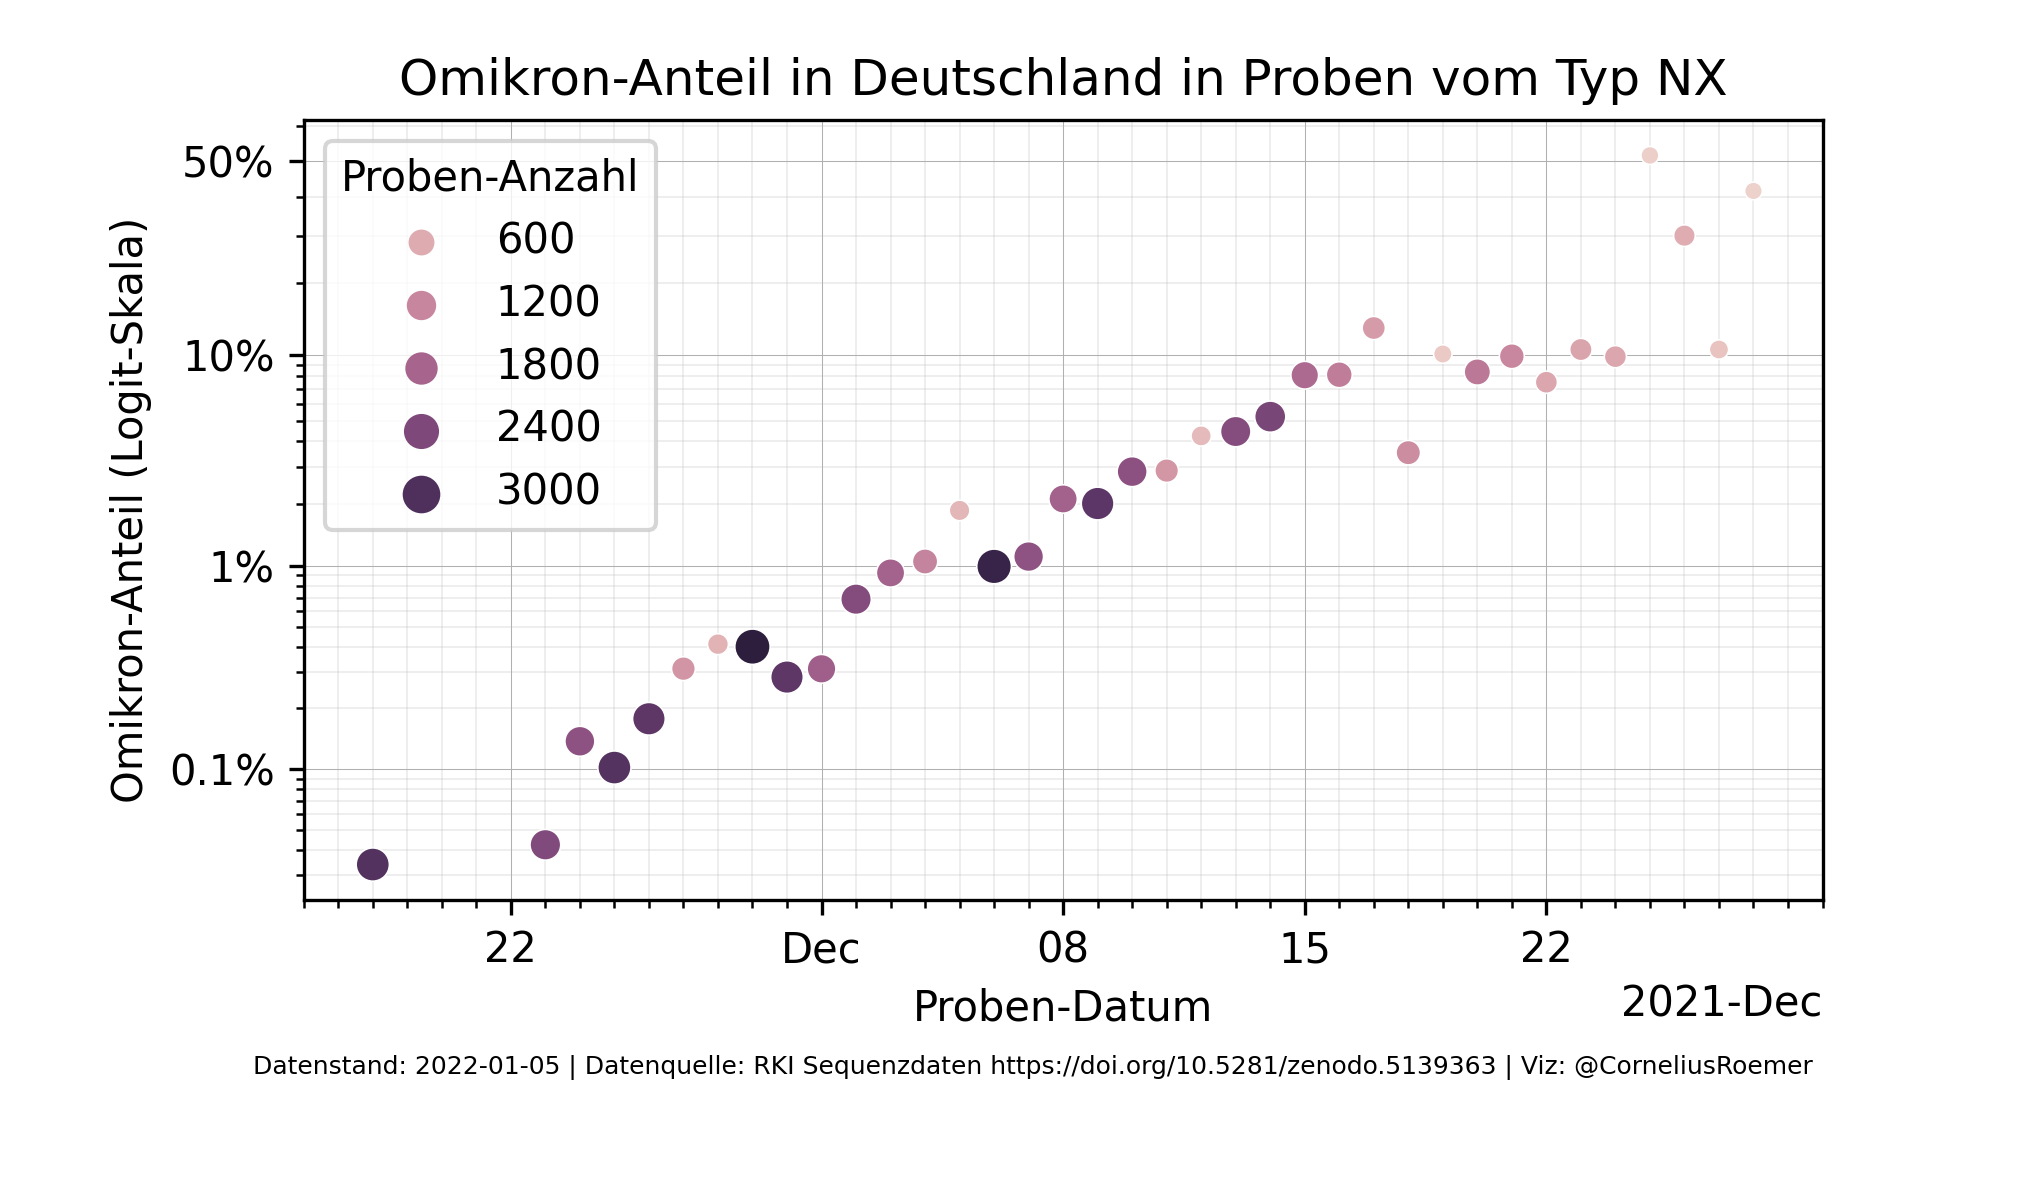 Omikron-Anteil in Deutschland in Proben vom Typ NX
Omikron-Anteil (Logit-Skala)
50%
10%
1%
0.1%
Proben-Anzahl
600
1200
1800
2400
3000
22
Dec
08
15
22
2021-Dec
Proben-Datum
Datenstand: 2022-01-05 | Datenquelle: RKI Sequenzdaten https://doi.org/10.5281/zenodo.5139363 | Viz: @CorneliusRoemer